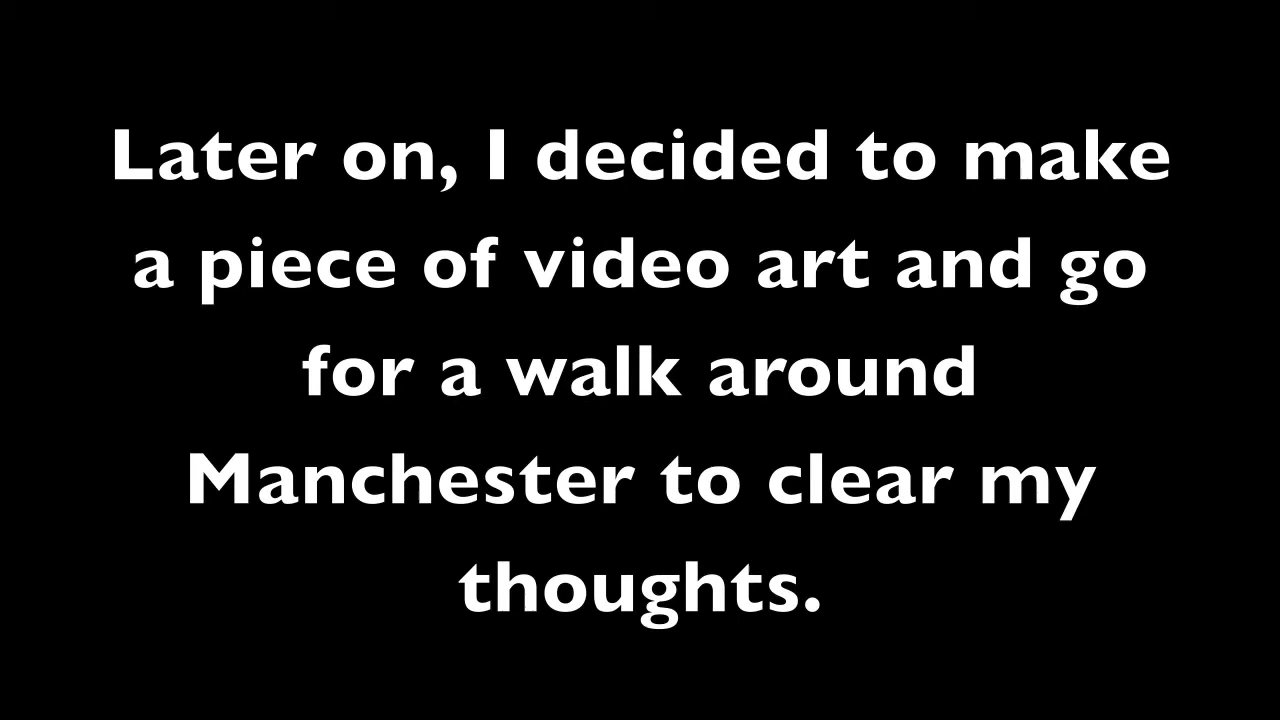 Later on, I decided to make
a piece of video art and go
for a walk around
Manchester to clear my
thoughts.